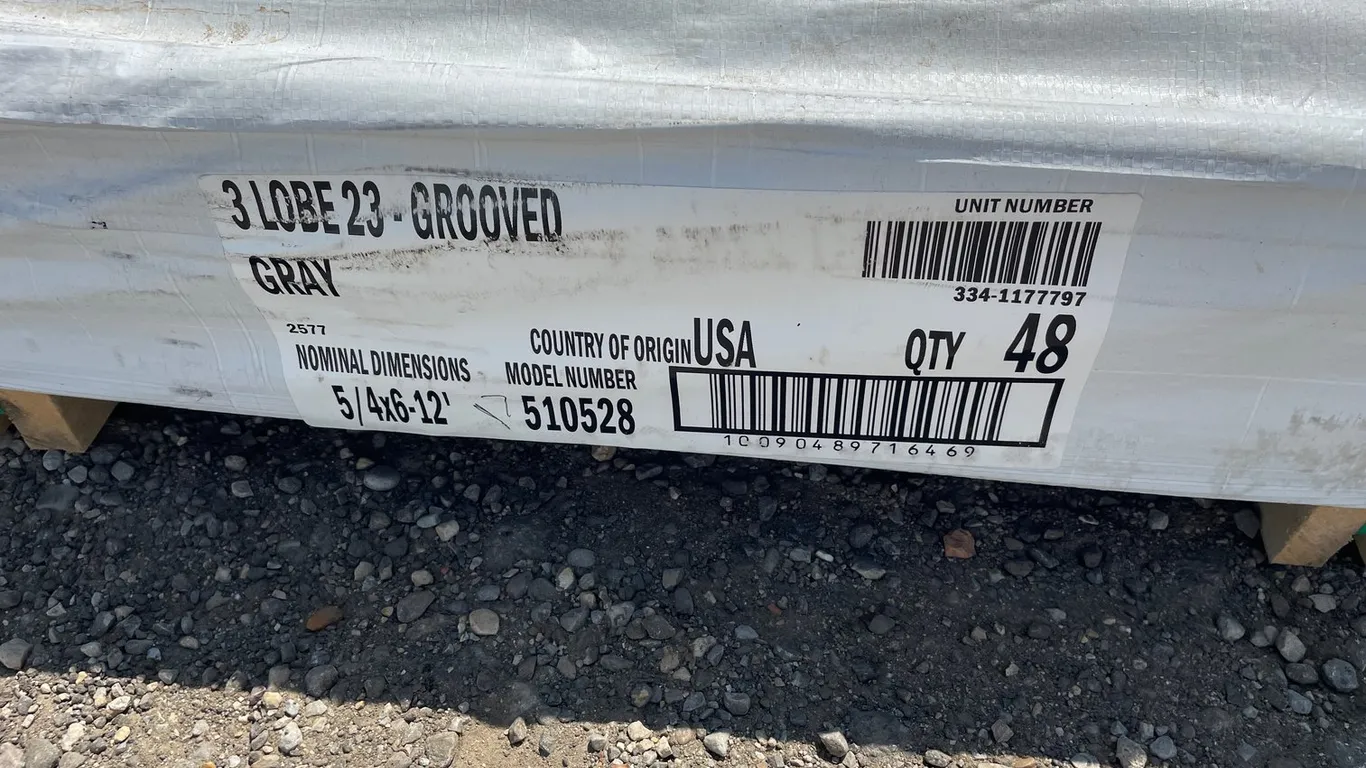 3 LOBE 23 - GROOVED
GRAY
UNIT NUMBER
334-1177797
2577
NOMINAL DIMENSIONS
5/4x6-12'
COUNTRY OF ORIGIN USA
MODEL NUMBER
510528
QTY 48
10090489716469